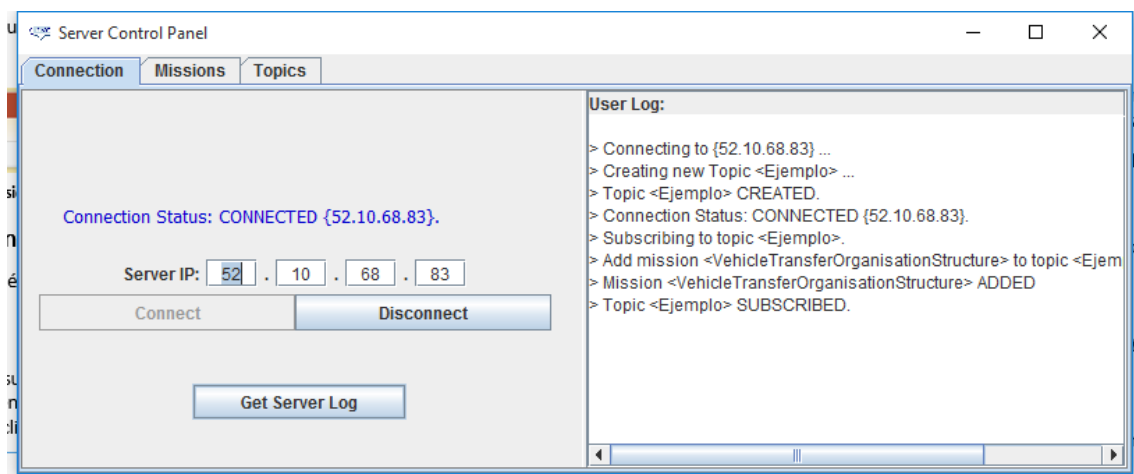 Server Control Panel
Connection Missions Topics
Connection Status: CONNECTED {52.10.68.83}.
Server IP: 52 . 10 . 68 . 83
Connect Disconnect
Get Server Log
User Log:
> Connecting to {52.10.68.83} ...
> Creating new Topic <Ejemplo> ...
> Topic <Ejemplo> CREATED.
> Connection Status: CONNECTED {52.10.68.83}.
> Subscribing to topic <Ejemplo>.
> Add mission <VehicleTransferOrganisationStructure> to topic <Ejem
> Mission <VehicleTransferOrganisationStructure> ADDED
> Topic <Ejemplo> SUBSCRIBED.